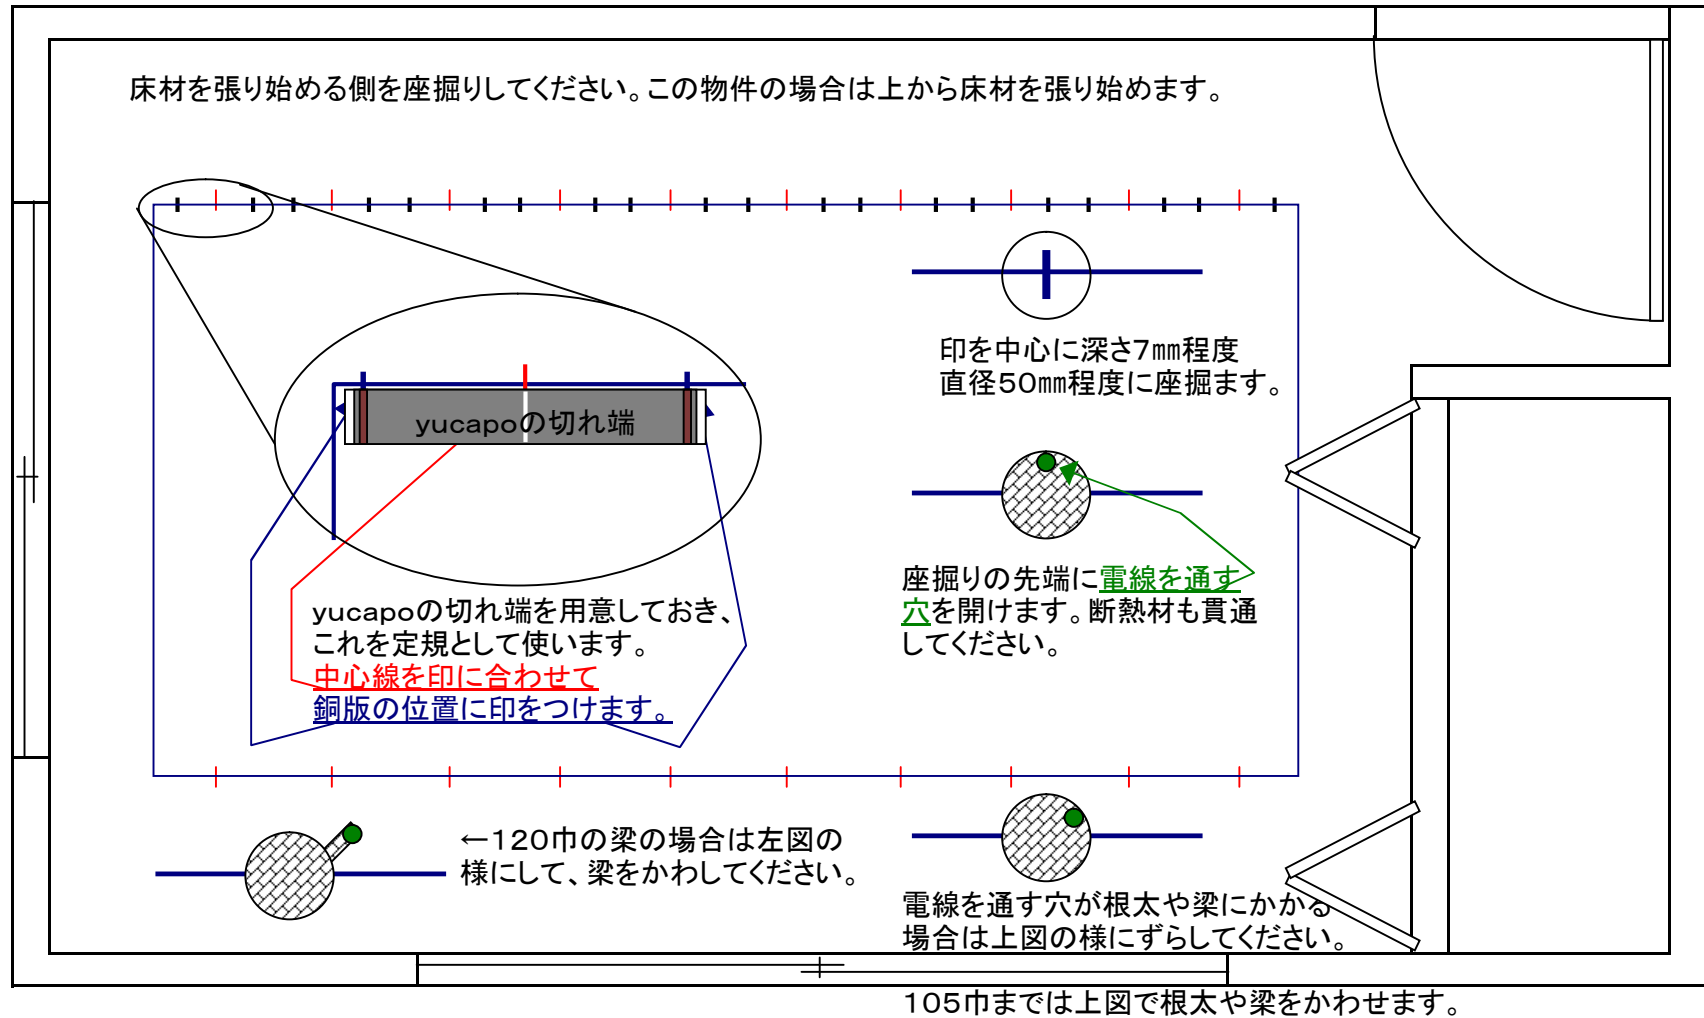 床材を張り始める側を座掘りしてください。この物件の場合は上から床材を張り始めます。
印を中心に深さ7㎜程度
直径50㎜程度に座掘ます。
yucapoの切れ端
座掘りの先端に電線を通す
穴を開けます。断熱材も貫通
してください。
yucapoの切れ端を用意しておき、
これを定規として使います。
中心線を印に合わせて
銅版の位置に印をつけます。
←120巾の梁の場合は左図の
様にして、梁をかわしてください。
電線を通す穴が根太や梁にかかる
場合は上図の様にずらしてください。
105巾までは上図で根太や梁をかわせます。